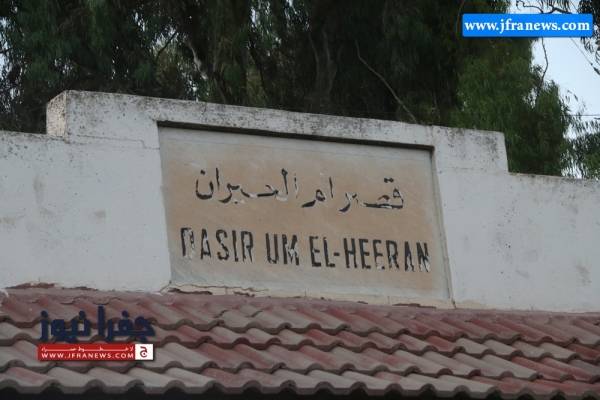 www.jfranews.com
قصر ام الحيران
QASIR UM EL-HEERAN
جفرا نيوز
WWW.JFRANEWS.COM